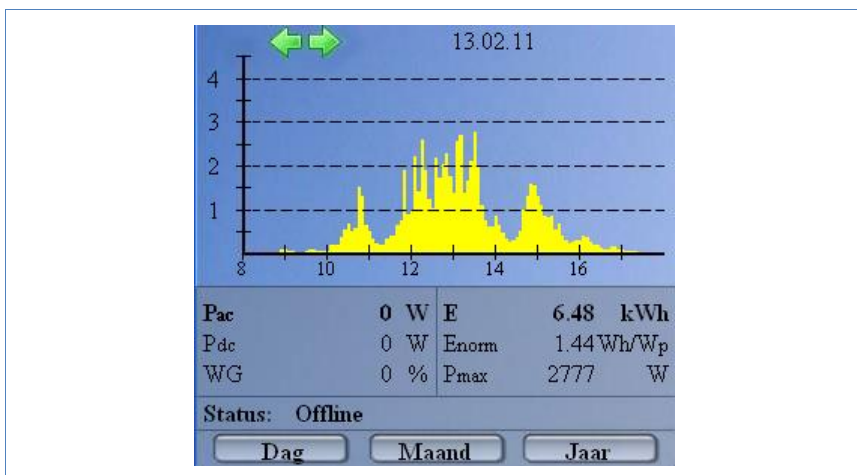 13.02.11
4
3
2
1
8 10 12 14 16
Pac 0 W E 6.48 kWh
Pdc 0 W Enorm 1.44 Wh/Wp
WG 0 % Pmax 2777 W
Status: Offline
Dag Maand Jaar